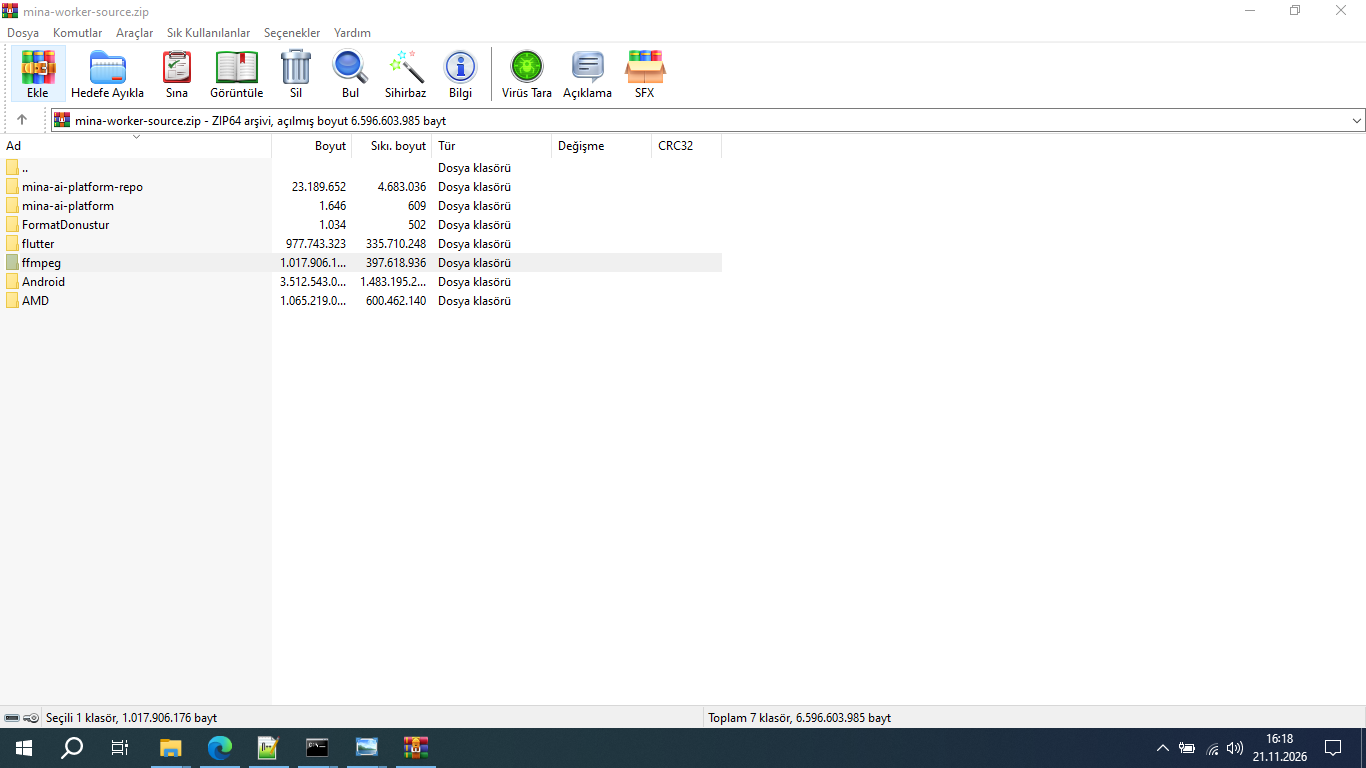 mina-worker-source.zip
Dosya Komutlar Araçlar Sık Kullanılanlar Seçenekler Yardım
Ekle Hedefe Ayıkla Sına Görüntüle Sil Bul Sihirbaz Bilgi Virüs Tara Açıklama SFX
mina-worker-source.zip - ZIP64 arşivi, açılmış boyut 6.596.603.985 bayt
Ad Boyut Sıkı. boyut Tür Değişme CRC32
.. Dosya klasörü
mina-ai-platform-repo 23.189.652 4.683.036 Dosya klasörü
mina-ai-platform 1.646 609 Dosya klasörü
FormatDonustur 1.034 502 Dosya klasörü
flutter 977.743.323 335.710.248 Dosya klasörü
ffmpeg 1.017.906.1... 397.618.936 Dosya klasörü
Android 3.512.543.0... 1.483.195.2... Dosya klasörü
AMD 1.065.219.0... 600.462.140 Dosya klasörü
Seçili 1 klasör, 1.017.906.176 bayt Toplam 7 klasör, 6.596.603.985 bayt
16:18
21.11.2026